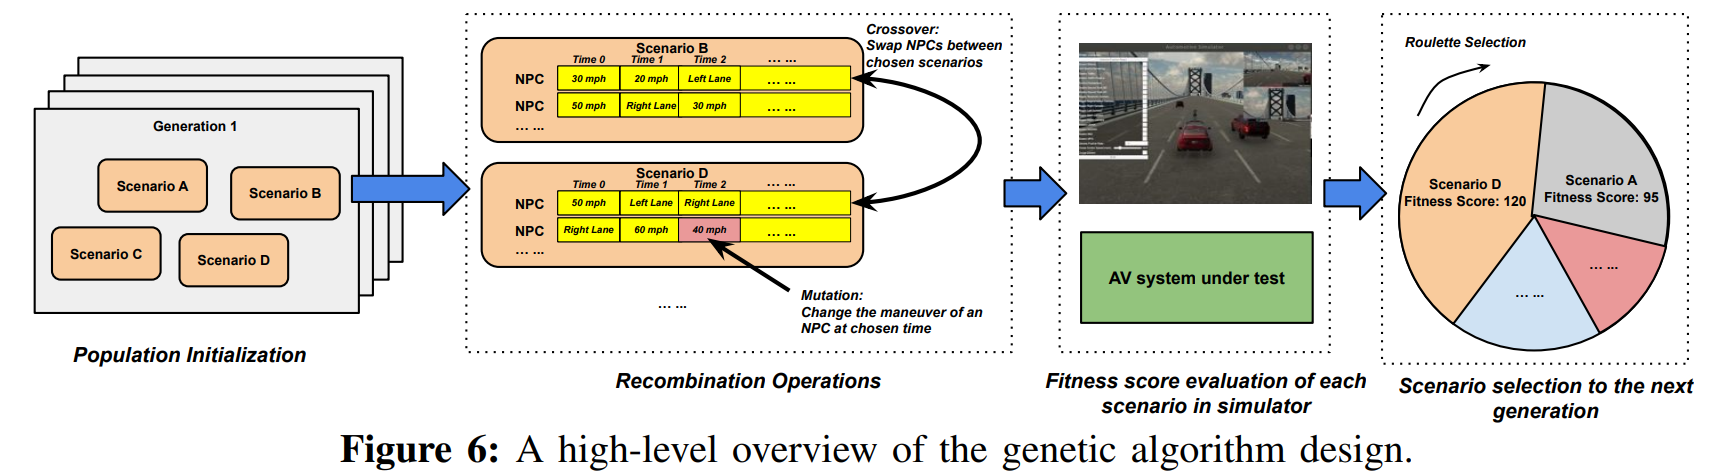 Generation 1
Scenario A
Scenario B
Scenario C
Scenario D
Population Initialization
Crossover:
Swap NPCs between
chosen scenarios
Scenario B
Time 0 Time 1 Time 2 ... ...
NPC 30 mph 20 mph Left Lane ... ...
NPC 50 mph Right Lane 30 mph ... ...
... ...
Scenario D
Time 0 Time 1 Time 2 ... ...
NPC 50 mph Left Lane Right Lane ... ...
NPC Right Lane 60 mph 40 mph ... ...
... ...
... ...
Mutation:
Change the maneuver of an
NPC at chosen time
Recombination Operations
AV system under test
Fitness score evaluation of each
scenario in simulator
Roulette Selection
Scenario D
Fitness Score: 120
Scenario A
Fitness Score: 95
... ...
... ...
Scenario selection to the next
generation
Figure 6: A high-level overview of the genetic algorithm design.